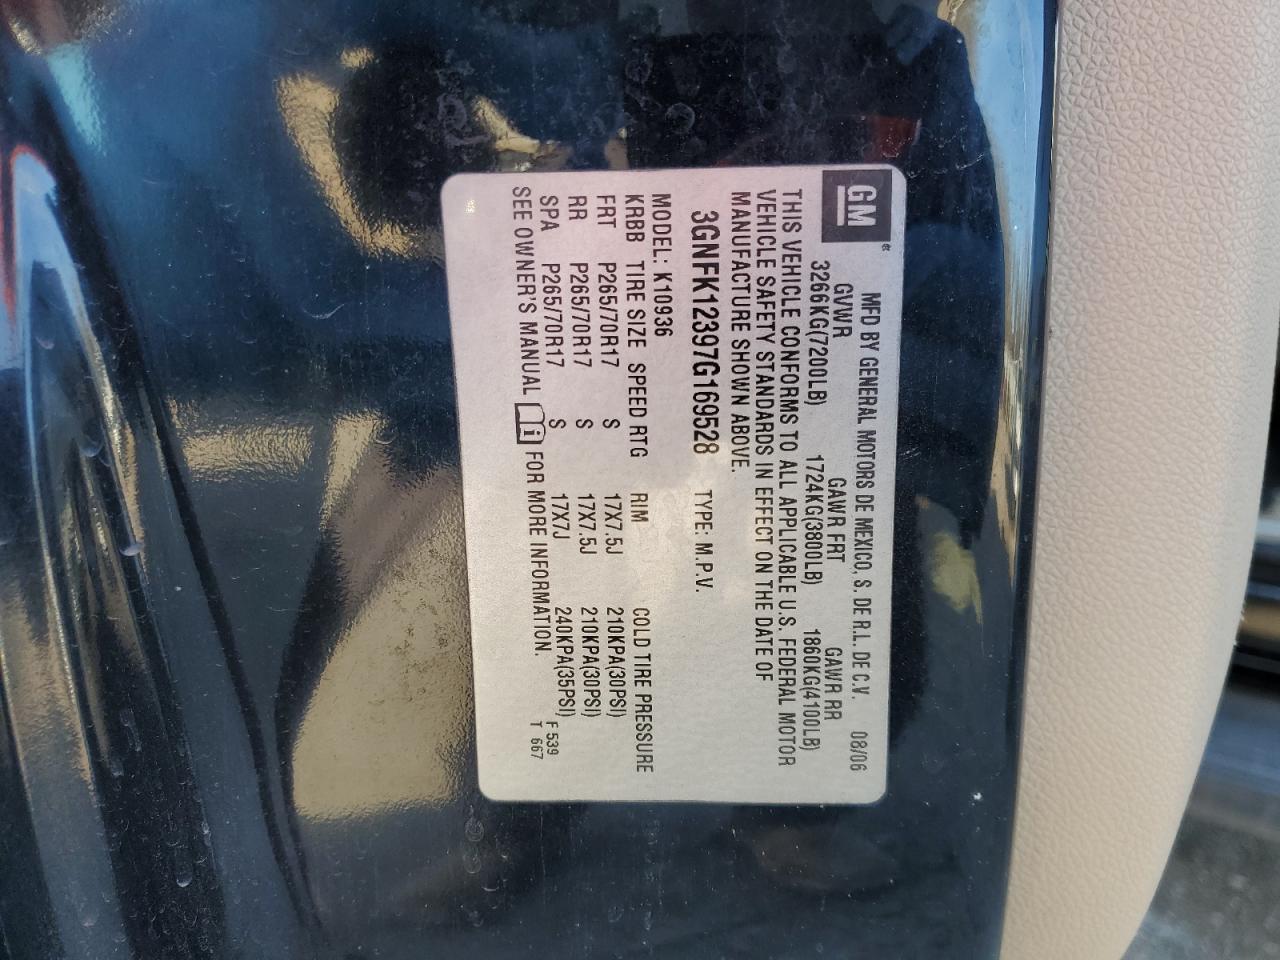 GM
MFD BY GENERAL MOTORS DE MEXICO, S. DE R.L. DE C.V. 08/06
GVWR GAWR FRT GAWR RR
3266KG(7200LB) 1724KG(3800LB) 1860KG(4100LB)
THIS VEHICLE CONFORMS TO ALL APPLICABLE U.S. FEDERAL MOTOR
VEHICLE SAFETY STANDARDS IN EFFECT ON THE DATE OF
MANUFACTURE SHOWN ABOVE.
3GNFK12397G169528 TYPE: M.P.V.
MODEL: K10936
KRBB TIRE SIZE SPEED RTG RIM COLD TIRE PRESSURE
FRT P265/70R17 S 17X7.5J 210KPA(30PSI)
RR P265/70R17 S 17X7.5J 210KPA(30PSI)
SPA P265/70R17 S 17X7J 240KPA(35PSI)
SEE OWNER'S MANUAL i FOR MORE INFORMATION.
F 539
T 667